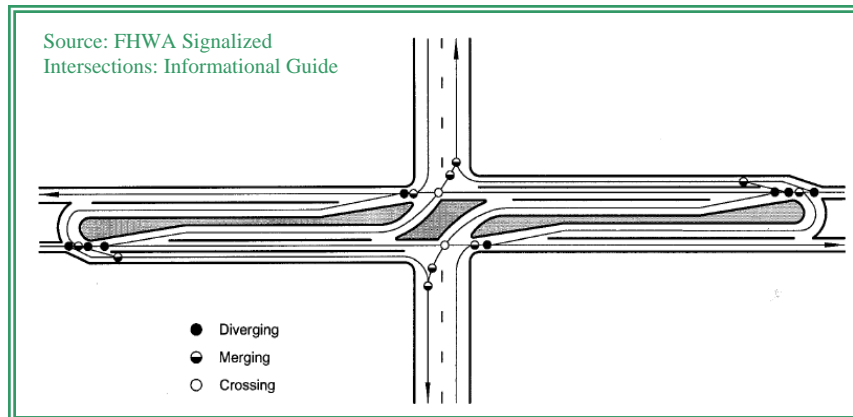 Source: FHWA Signalized
Intersections: Informational Guide
Diverging
Merging
Crossing